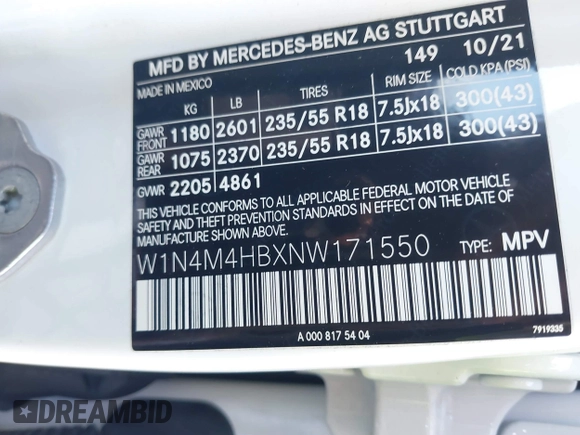 MFD BY MERCEDES-BENZ AG STUTTGART
MADE IN MEXICO 149 10/21
KG LB TIRES RIM SIZE COLD KPA (PSI)
GAWR FRONT 1180 2601 235/55 R18 7.5Jx18 300(43)
GAWR REAR 1075 2370 235/55 R18 7.5Jx18 300(43)
GVWR 2205 4861
THIS VEHICLE CONFORMS TO ALL APPLICABLE FEDERAL MOTOR VEHICLE
SAFETY AND THEFT PREVENTION STANDARDS IN EFFECT ON THE DATE
OF MANUFACTURE SHOWN ABOVE.
W1N4M4HBXNW171550 TYPE: MPV
A 000 817 54 04 7919335
DREAMBID